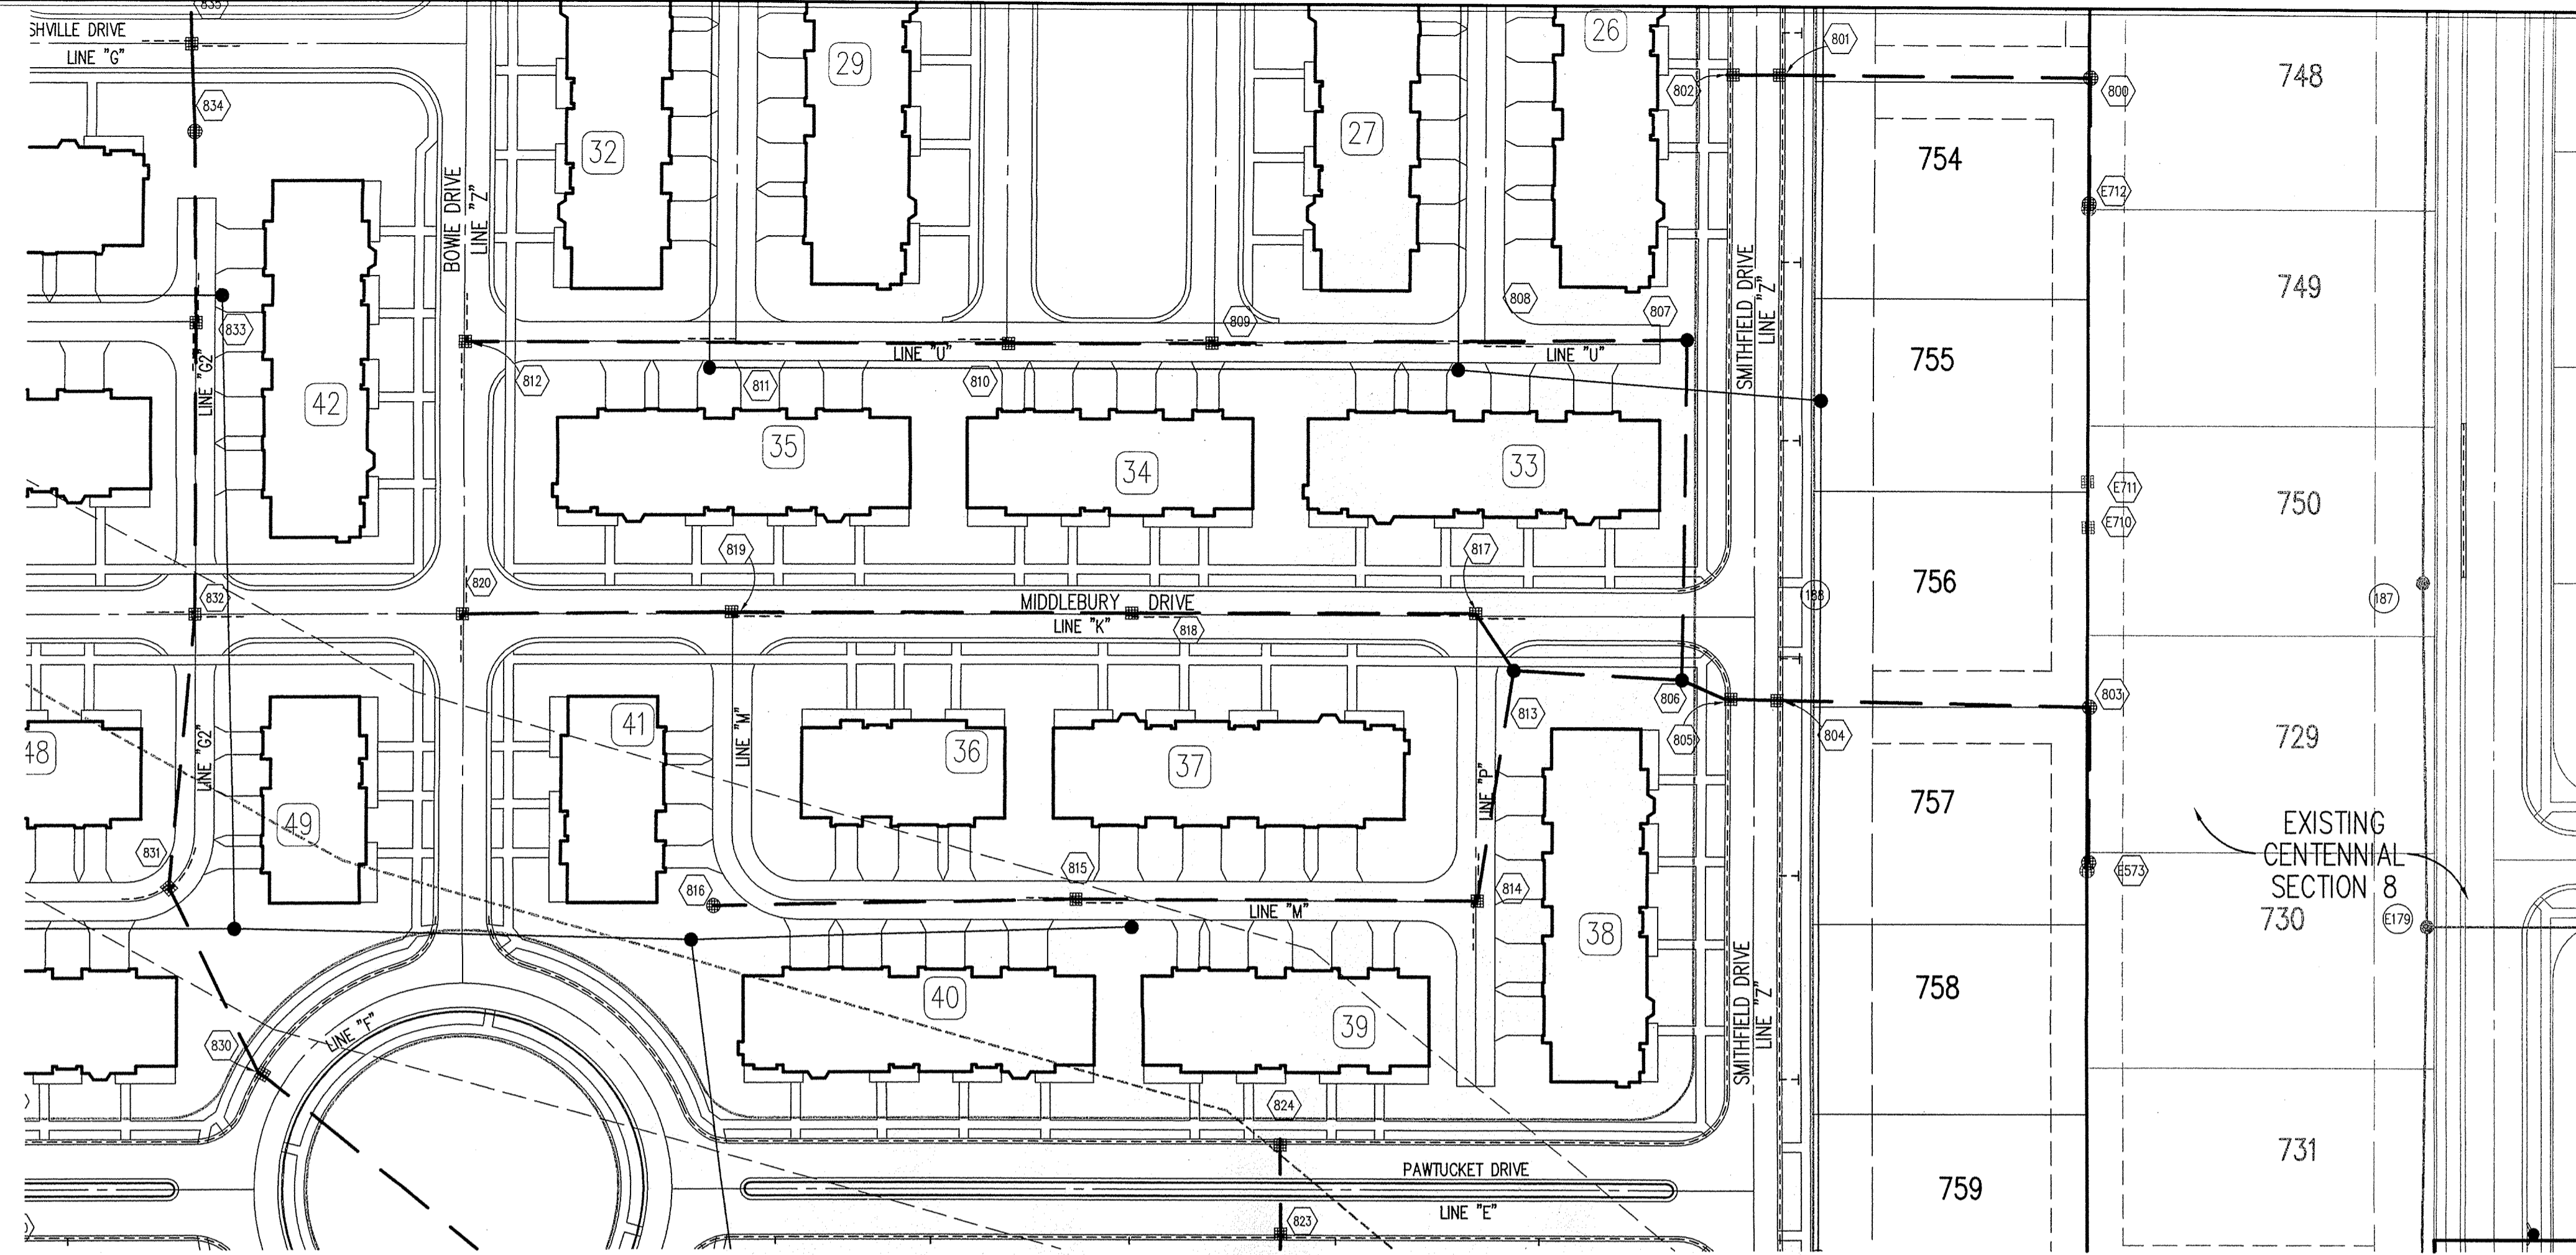 835
SHVILLE DRIVE
LINE "G"
834
26
29
801
748
802
800
32
27
754
E712
BOWIE DRIVE
LINE "Z"
SMITHFIELD DRIVE
LINE "Z"
749
808
807
833
809
LINE "U"
LINE "U"
755
LINE "G2"
812
811
810
42
35
34
33
E711
750
E710
819
817
820
832
MIDDLEBURY DRIVE
LINE "K"
818
756
188
187
806
803
813
41
36
37
LINE "M"
LINE "P"
LINE "G2"
48
805
804
729
757
49
EXISTING
CENTENNIAL
SECTION 8
831
815
816
814
E573
LINE "M"
730
E179
38
40
39
758
SMITHFIELD DRIVE
LINE "Z"
LINE "F"
830
824
731
PAWTUCKET DRIVE
LINE "E"
759
823